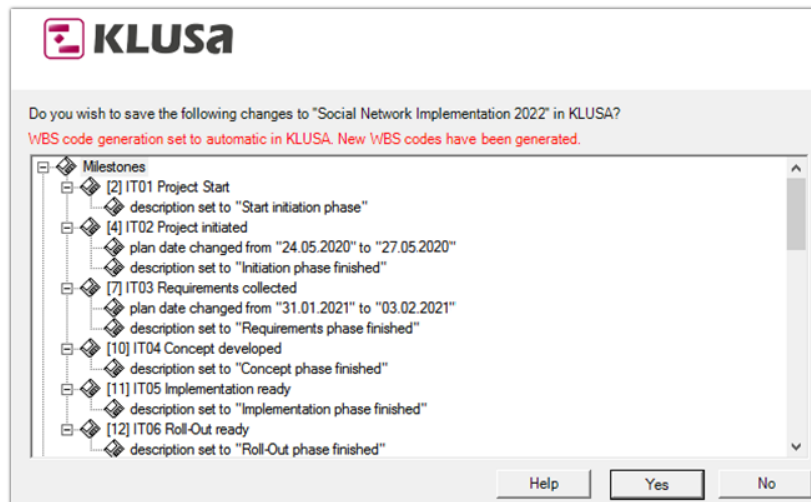 KLUSa
Do you wish to save the following changes to "Social Network Implementation 2022" in KLUSA?
WBS code generation set to automatic in KLUSA. New WBS codes have been generated.
Milestones
[2] IT01 Project Start
description set to "Start initiation phase"
[4] IT02 Project initiated
plan date changed from "24.05.2020" to "27.05.2020"
description set to "Initiation phase finished"
[7] IT03 Requirements collected
plan date changed from "31.01.2021" to "03.02.2021"
description set to "Requirements phase finished"
[10] IT04 Concept developed
description set to "Concept phase finished"
[11] IT05 Implementation ready
description set to "Implementation phase finished"
[12] IT06 Roll-Out ready
description set to "Roll-Out phase finished"
Help Yes No